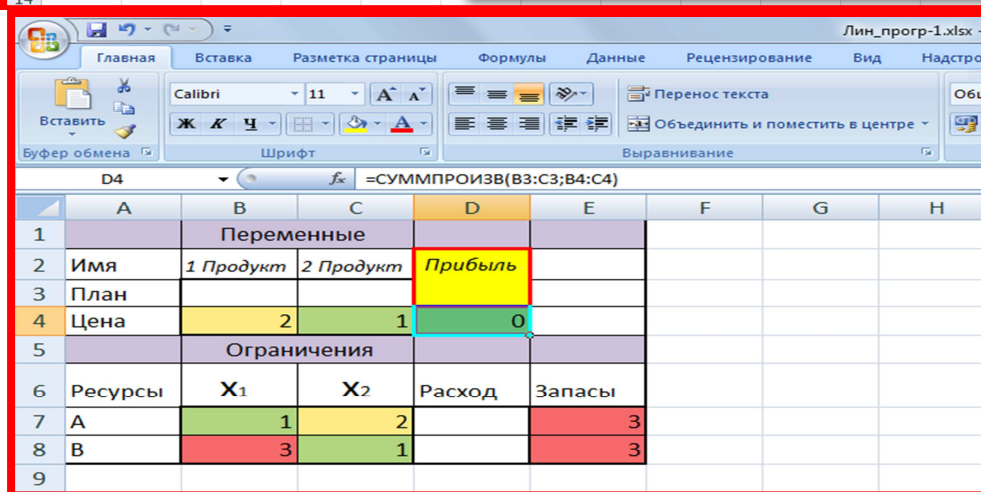 14
Лин_прогр-1.xlsx -
Главная Вставка Разметка страницы Формулы Данные Рецензирование Вид Надстро
Вставить Calibri 11 A A Перенос текста Общ
Ж К Ч A Объединить и поместить в центре
Буфер обмена Шрифт Выравнивание
D4 fx =СУММПРОИЗВ(B3:C3;B4:C4)
A B C D E F G H
1 Переменные
2 Имя 1 Продукт 2 Продукт Прибыль
3 План
4 Цена 2 1 0
5 Ограничения
6 Ресурсы X1 X2 Расход Запасы
7 A 1 2 3
8 B 3 1 3
9